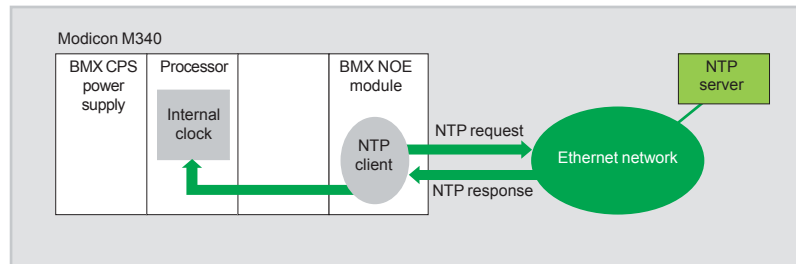 Modicon M340
BMX CPS
power
supply
Processor
Internal
clock
BMX NOE
module
NTP
client
NTP request
NTP response
Ethernet network
NTP
server